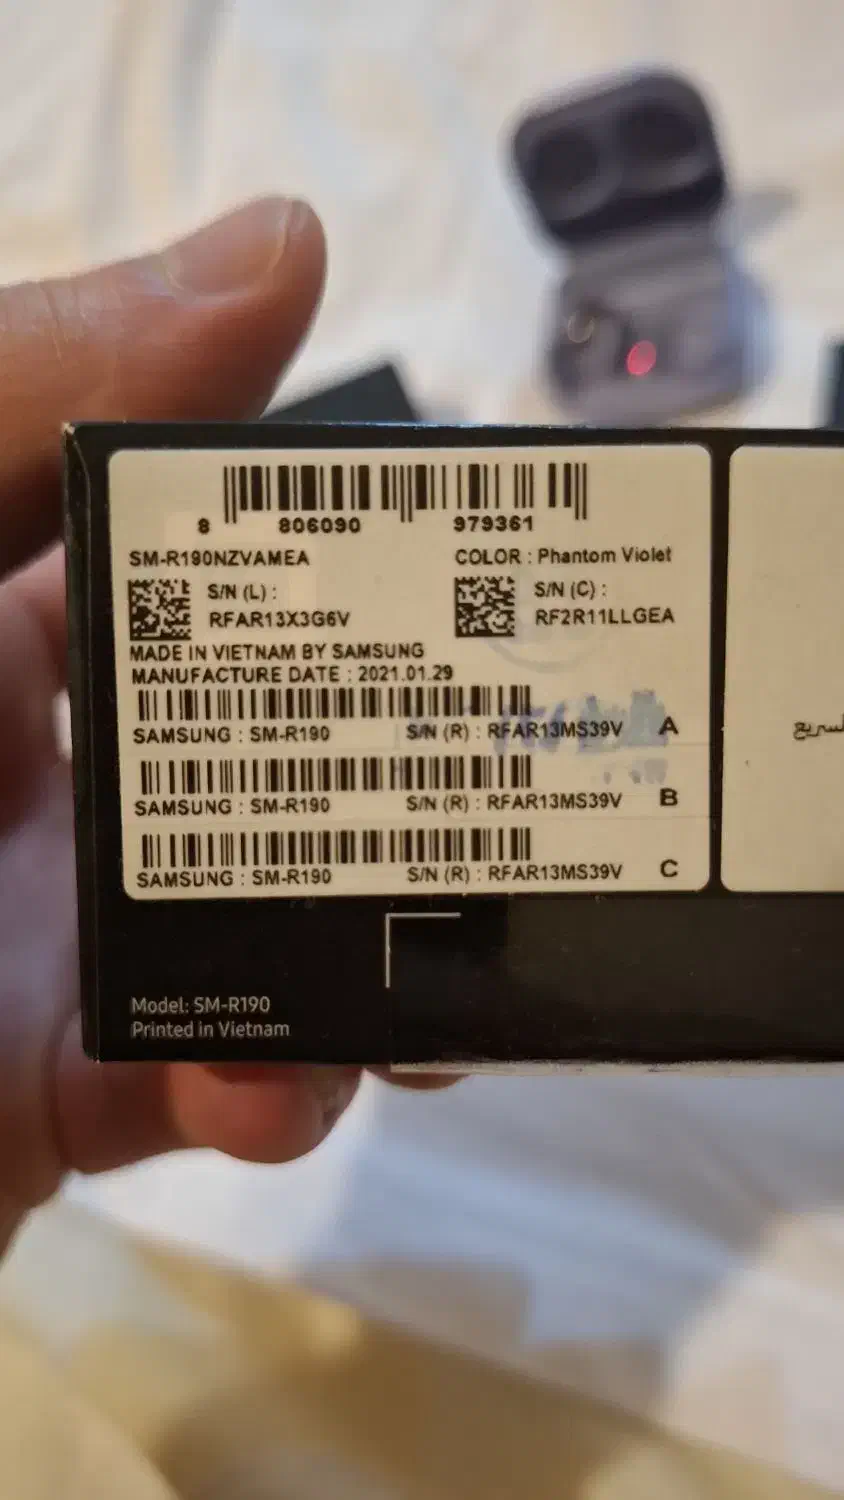 8 806090 979361
SM-R190NZVAMEA COLOR : Phantom Violet
S/N (L) : S/N (C) :
RFAR13X3G6V RF2R11LLGEA
MADE IN VIETNAM BY SAMSUNG
MANUFACTURE DATE : 2021.01.29
SAMSUNG : SM-R190 S/N (R) : RFAR13MS39V A
SAMSUNG : SM-R190 S/N (R) : RFAR13MS39V B
SAMSUNG : SM-R190 S/N (R) : RFAR13MS39V C
Model: SM-R190
Printed in Vietnam